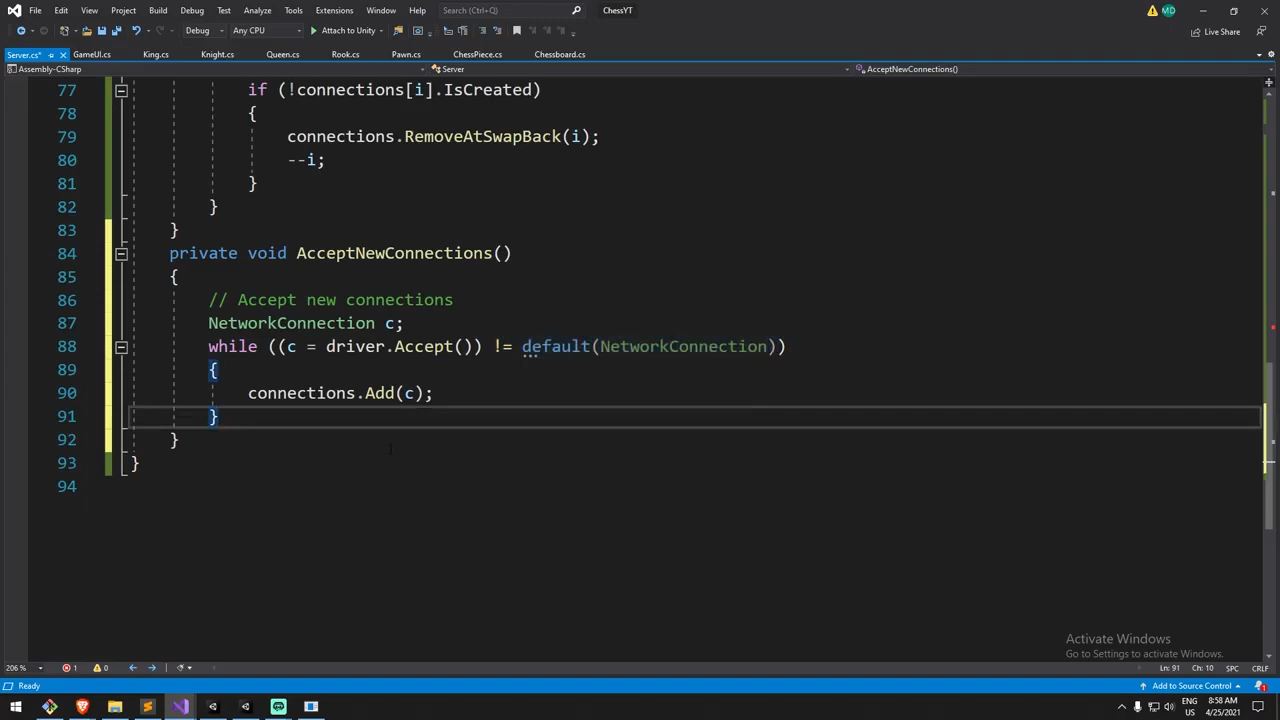 File Edit View Project Build Debug Test Analyze Tools Extensions Window Help Search (Ctrl+Q) ChessYT MD
Debug Any CPU Attach to Unity Live Share
Server.cs* GameUI.cs King.cs Knight.cs Queen.cs Rook.cs Pawn.cs ChessPiece.cs Chessboard.cs
Assembly-CSharp Server AcceptNewConnections()
77 if (!connections[i].IsCreated)
78 {
79 connections.RemoveAtSwapBack(i);
80 --i;
81 }
82 }
83 }
84 private void AcceptNewConnections()
85 {
86 // Accept new connections
87 NetworkConnection c;
88 while ((c = driver.Accept()) != default(NetworkConnection))
89 {
90 connections.Add(c);
91 }
92 }
93 }
94
Activate Windows
Go to Settings to activate Windows.
206 % 1 0 Ln: 91 Ch: 10 SPC CRLF
Ready Add to Source Control 1
ENG 8:58 AM
US 4/25/2021